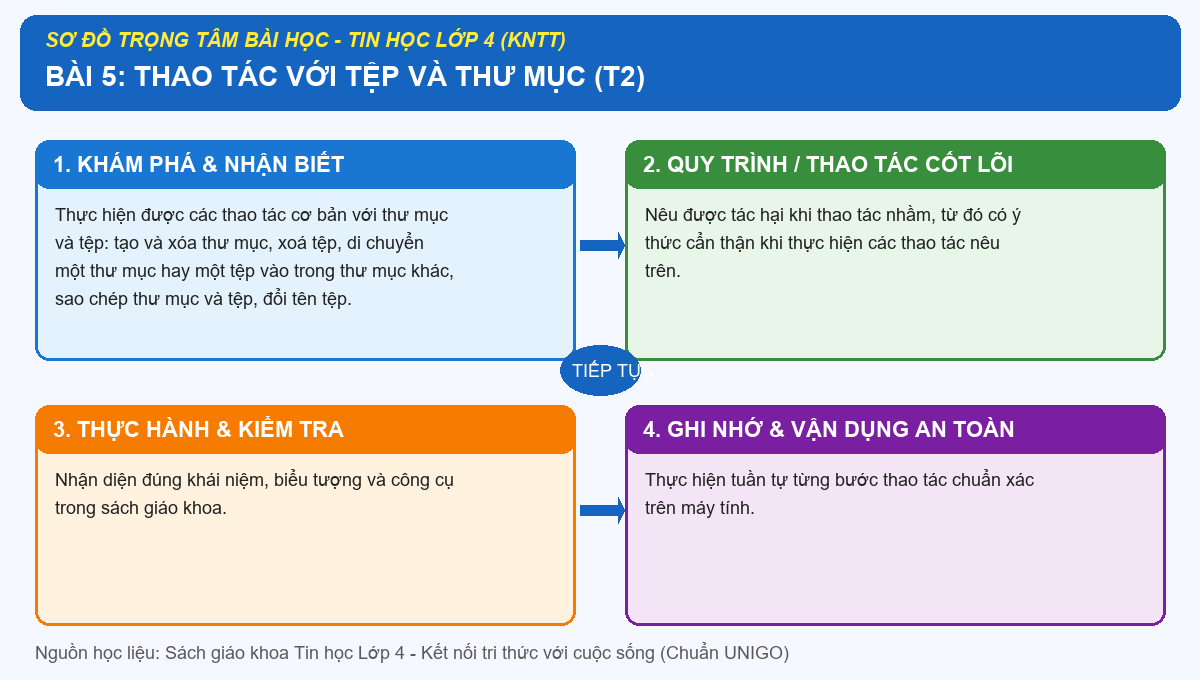 SƠ ĐỒ TRỌNG TÂM BÀI HỌC - TIN HỌC LỚP 4 (KNTT)
BÀI 5: THAO TÁC VỚI TỆP VÀ THƯ MỤC (T2)
1. KHÁM PHÁ & NHẬN BIẾT
Thực hiện được các thao tác cơ bản với thư mục
và tệp: tạo và xóa thư mục, xoá tệp, di chuyển
một thư mục hay một tệp vào trong thư mục khác,
sao chép thư mục và tệp, đổi tên tệp.
2. QUY TRÌNH / THAO TÁC CỐT LÕI
Nêu được tác hại khi thao tác nhầm, từ đó có ý
thức cẩn thận khi thực hiện các thao tác nêu
trên.
TIẾP TỤC
3. THỰC HÀNH & KIỂM TRA
Nhận diện đúng khái niệm, biểu tượng và công cụ
trong sách giáo khoa.
4. GHI NHỚ & VẬN DỤNG AN TOÀN
Thực hiện tuần tự từng bước thao tác chuẩn xác
trên máy tính.
Nguồn học liệu: Sách giáo khoa Tin học Lớp 4 - Kết nối tri thức với cuộc sống (Chuẩn UNIGO)